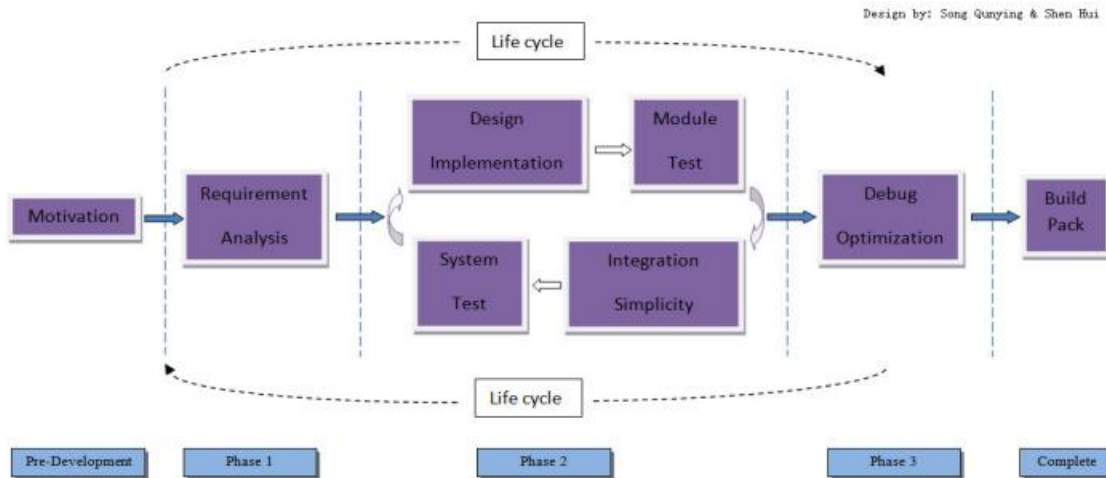 Design by: Song Qunying & Shen Hui
Life cycle
Design
Implementation
Module
Test
Motivation
Requirement
Analysis
Debug
Optimization
Build
Pack
System
Test
Integration
Simplicity
Life cycle
Pre-Development
Phase 1
Phase 2
Phase 3
Complete